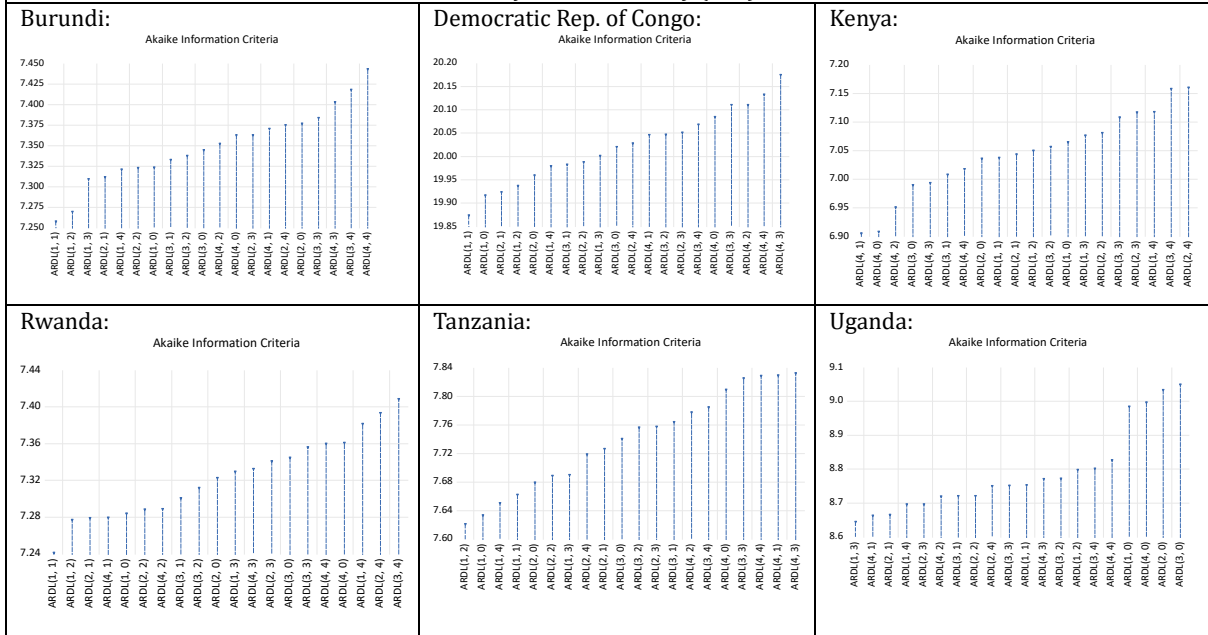 Burundi:
Akaike Information Criteria
7.450
7.425
7.400
7.375
7.350
7.325
7.300
7.275
7.250
ARDL(1, 1)
ARDL(1, 2)
ARDL(1, 3)
ARDL(2, 1)
ARDL(1, 4)
ARDL(2, 2)
ARDL(1, 0)
ARDL(3, 1)
ARDL(3, 2)
ARDL(3, 0)
ARDL(4, 2)
ARDL(4, 0)
ARDL(2, 3)
ARDL(4, 1)
ARDL(2, 4)
ARDL(2, 0)
ARDL(3, 3)
ARDL(4, 3)
ARDL(3, 4)
ARDL(4, 4)
Democratic Rep. of Congo:
Akaike Information Criteria
20.20
20.15
20.10
20.05
20.00
19.95
19.90
19.85
ARDL(1, 1)
ARDL(1, 0)
ARDL(2, 1)
ARDL(1, 2)
ARDL(2, 0)
ARDL(1, 4)
ARDL(3, 1)
ARDL(2, 2)
ARDL(1, 3)
ARDL(3, 0)
ARDL(2, 4)
ARDL(4, 1)
ARDL(3, 2)
ARDL(2, 3)
ARDL(3, 4)
ARDL(4, 0)
ARDL(3, 3)
ARDL(4, 2)
ARDL(4, 4)
ARDL(4, 3)
Kenya:
Akaike Information Criteria
7.20
7.15
7.10
7.05
7.00
6.95
6.90
ARDL(4, 1)
ARDL(4, 0)
ARDL(4, 2)
ARDL(3, 0)
ARDL(4, 3)
ARDL(3, 1)
ARDL(4, 4)
ARDL(2, 0)
ARDL(1, 1)
ARDL(2, 1)
ARDL(1, 2)
ARDL(3, 2)
ARDL(1, 0)
ARDL(1, 3)
ARDL(2, 2)
ARDL(3, 3)
ARDL(2, 3)
ARDL(1, 4)
ARDL(3, 4)
ARDL(2, 4)
Rwanda:
Akaike Information Criteria
7.44
7.40
7.36
7.32
7.28
7.24
ARDL(1, 1)
ARDL(1, 2)
ARDL(2, 1)
ARDL(4, 1)
ARDL(1, 0)
ARDL(2, 2)
ARDL(4, 2)
ARDL(3, 1)
ARDL(3, 2)
ARDL(2, 0)
ARDL(1, 3)
ARDL(4, 3)
ARDL(2, 3)
ARDL(3, 0)
ARDL(3, 3)
ARDL(4, 4)
ARDL(4, 0)
ARDL(1, 4)
ARDL(2, 4)
ARDL(3, 4)
Tanzania:
Akaike Information Criteria
7.84
7.80
7.76
7.72
7.68
7.64
7.60
ARDL(1, 2)
ARDL(1, 0)
ARDL(1, 4)
ARDL(1, 1)
ARDL(2, 0)
ARDL(2, 2)
ARDL(1, 3)
ARDL(2, 4)
ARDL(2, 1)
ARDL(3, 0)
ARDL(3, 2)
ARDL(2, 3)
ARDL(3, 1)
ARDL(4, 2)
ARDL(3, 4)
ARDL(4, 0)
ARDL(3, 3)
ARDL(4, 4)
ARDL(4, 1)
ARDL(4, 3)
Uganda:
Akaike Information Criteria
9.1
9.0
8.9
8.8
8.7
8.6
ARDL(1, 3)
ARDL(4, 1)
ARDL(2, 1)
ARDL(1, 4)
ARDL(2, 3)
ARDL(4, 2)
ARDL(3, 1)
ARDL(2, 2)
ARDL(2, 4)
ARDL(3, 3)
ARDL(1, 1)
ARDL(4, 3)
ARDL(3, 2)
ARDL(1, 2)
ARDL(3, 4)
ARDL(4, 4)
ARDL(1, 0)
ARDL(4, 0)
ARDL(2, 0)
ARDL(3, 0)